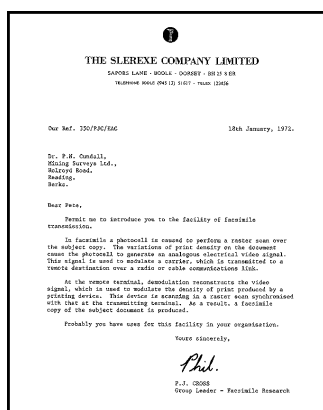 THE SLEREXE COMPANY LIMITED
SAPORS LANE - BOOLE - DORSET - BH 25 8 ER
TELEPHONE BOOLE (945 13) 51617 - TELEX 123456
Our Ref. 350/PJC/EAC
18th January, 1972.
Dr. P.N. Cundall,
Mining Surveys Ltd.,
Holroyd Road,
Reading,
Berks.
Dear Pete,
Permit me to introduce you to the facility of facsimile
transmission.
In facsimile a photocell is caused to perform a raster scan over
the subject copy. The variations of print density on the document
cause the photocell to generate an analogous electrical video signal.
This signal is used to modulate a carrier, which is transmitted to a
remote destination over a radio or cable communications link.
At the remote terminal, demodulation reconstructs the video
signal, which is used to modulate the density of print produced by a
printing device. This device is scanning in a raster scan synchronised
with that at the transmitting terminal. As a result, a facsimile
copy of the subject document is produced.
Probably you have uses for this facility in your organisation.
Yours sincerely,
Phil.
P.J. CROSS
Group Leader - Facsimile Research